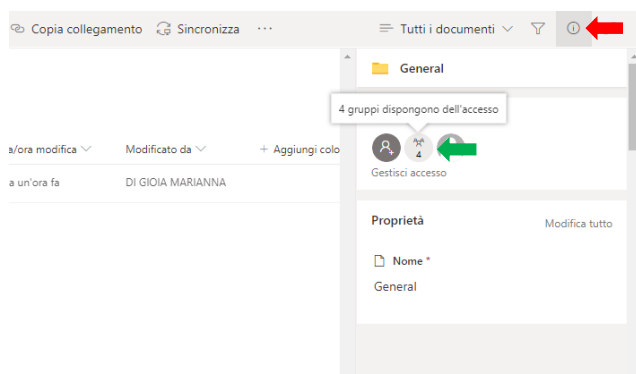 Copia collegamento Sincronizza ··· Tutti i documenti
General
4 gruppi dispongono dell'accesso
4
Gestisci accesso
a/ora modifica Modificato da + Aggiungi colo
a un'ora fa DI GIOIA MARIANNA
Proprietà Modifica tutto
Nome *
General